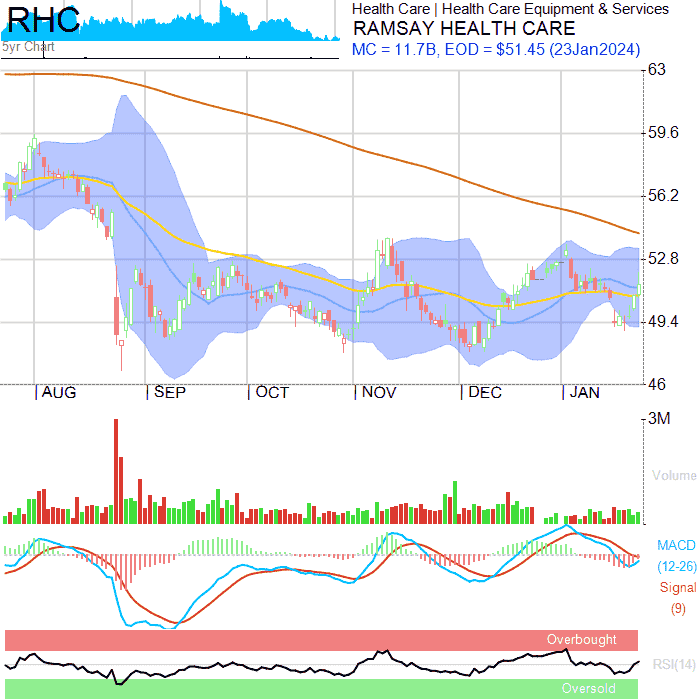 RHC
5yr Chart
Health Care | Health Care Equipment & Services
RAMSAY HEALTH CARE
MC = 11.7B, EOD = $51.45 (23Jan2024)
63
59.6
56.2
52.8
49.4
46
| AUG | SEP | OCT | NOV | DEC | JAN
3M
Volume
MACD
(12-26)
Signal
(9)
Overbought
RSI(14)
Oversold